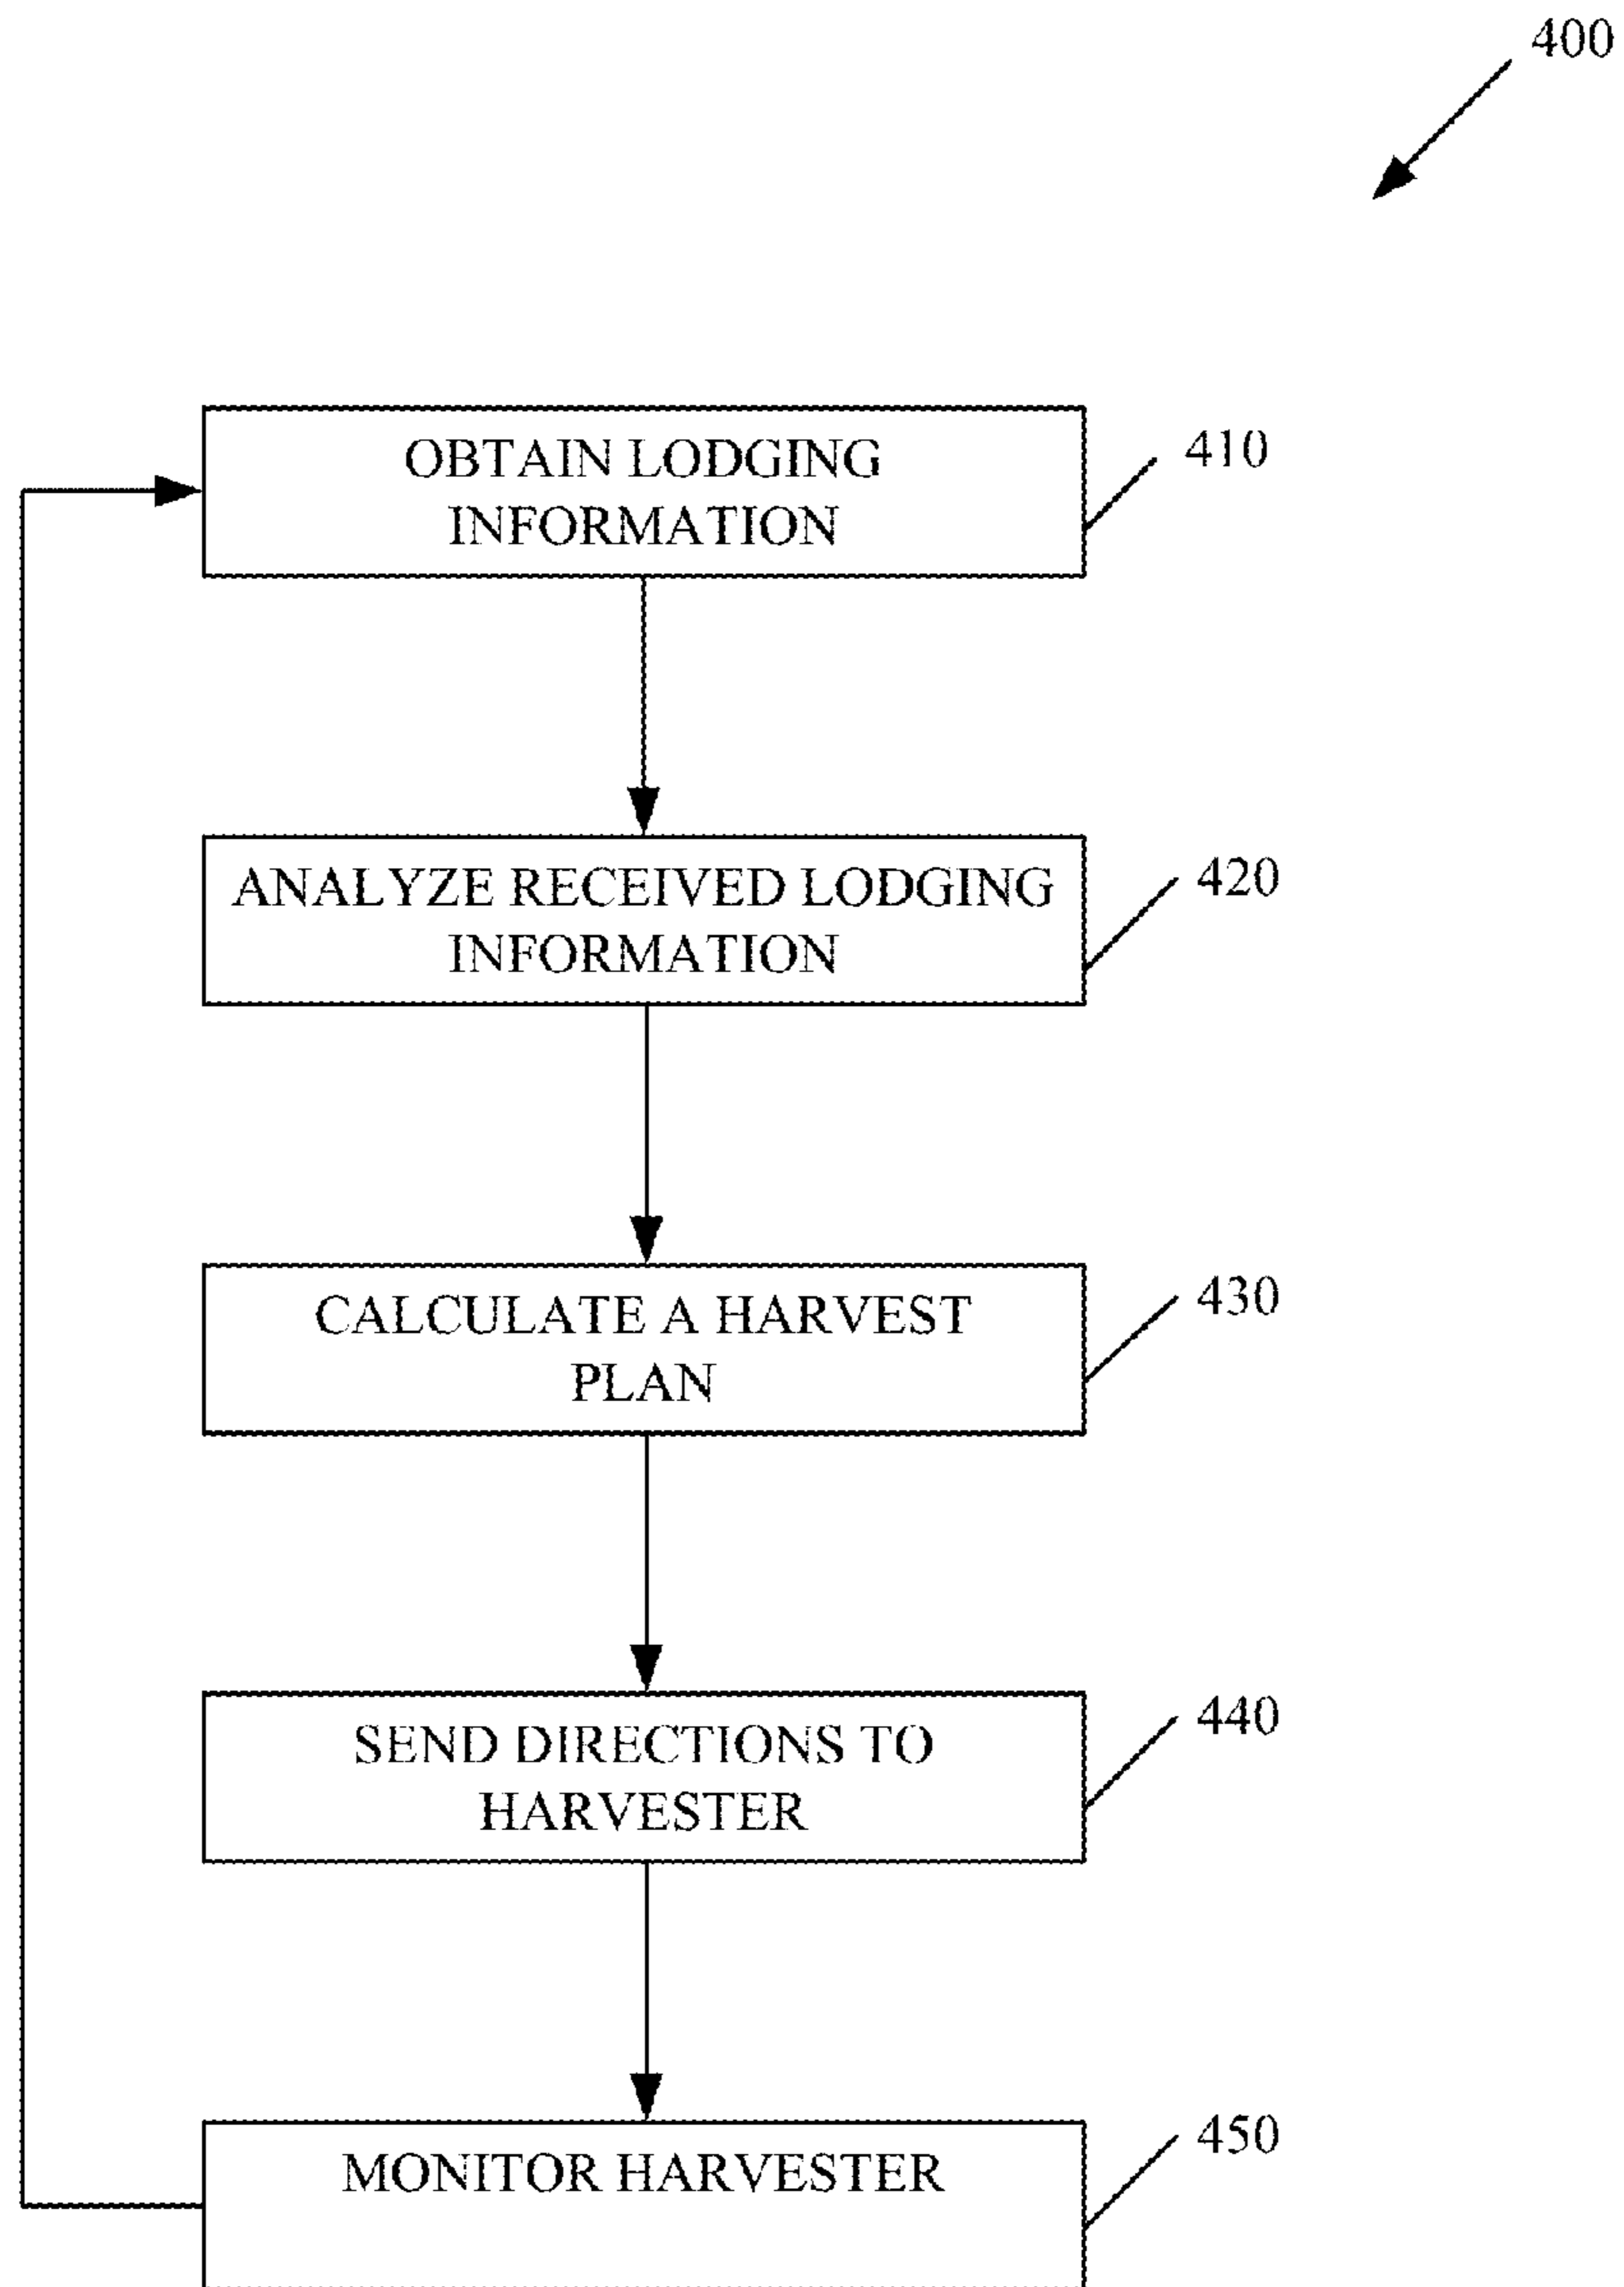 400
OBTAIN LODGING
INFORMATION
410
ANALYZE RECEIVED LODGING
INFORMATION
420
CALCULATE A HARVEST
PLAN
430
SEND DIRECTIONS TO
HARVESTER
440
MONITOR HARVESTER
450